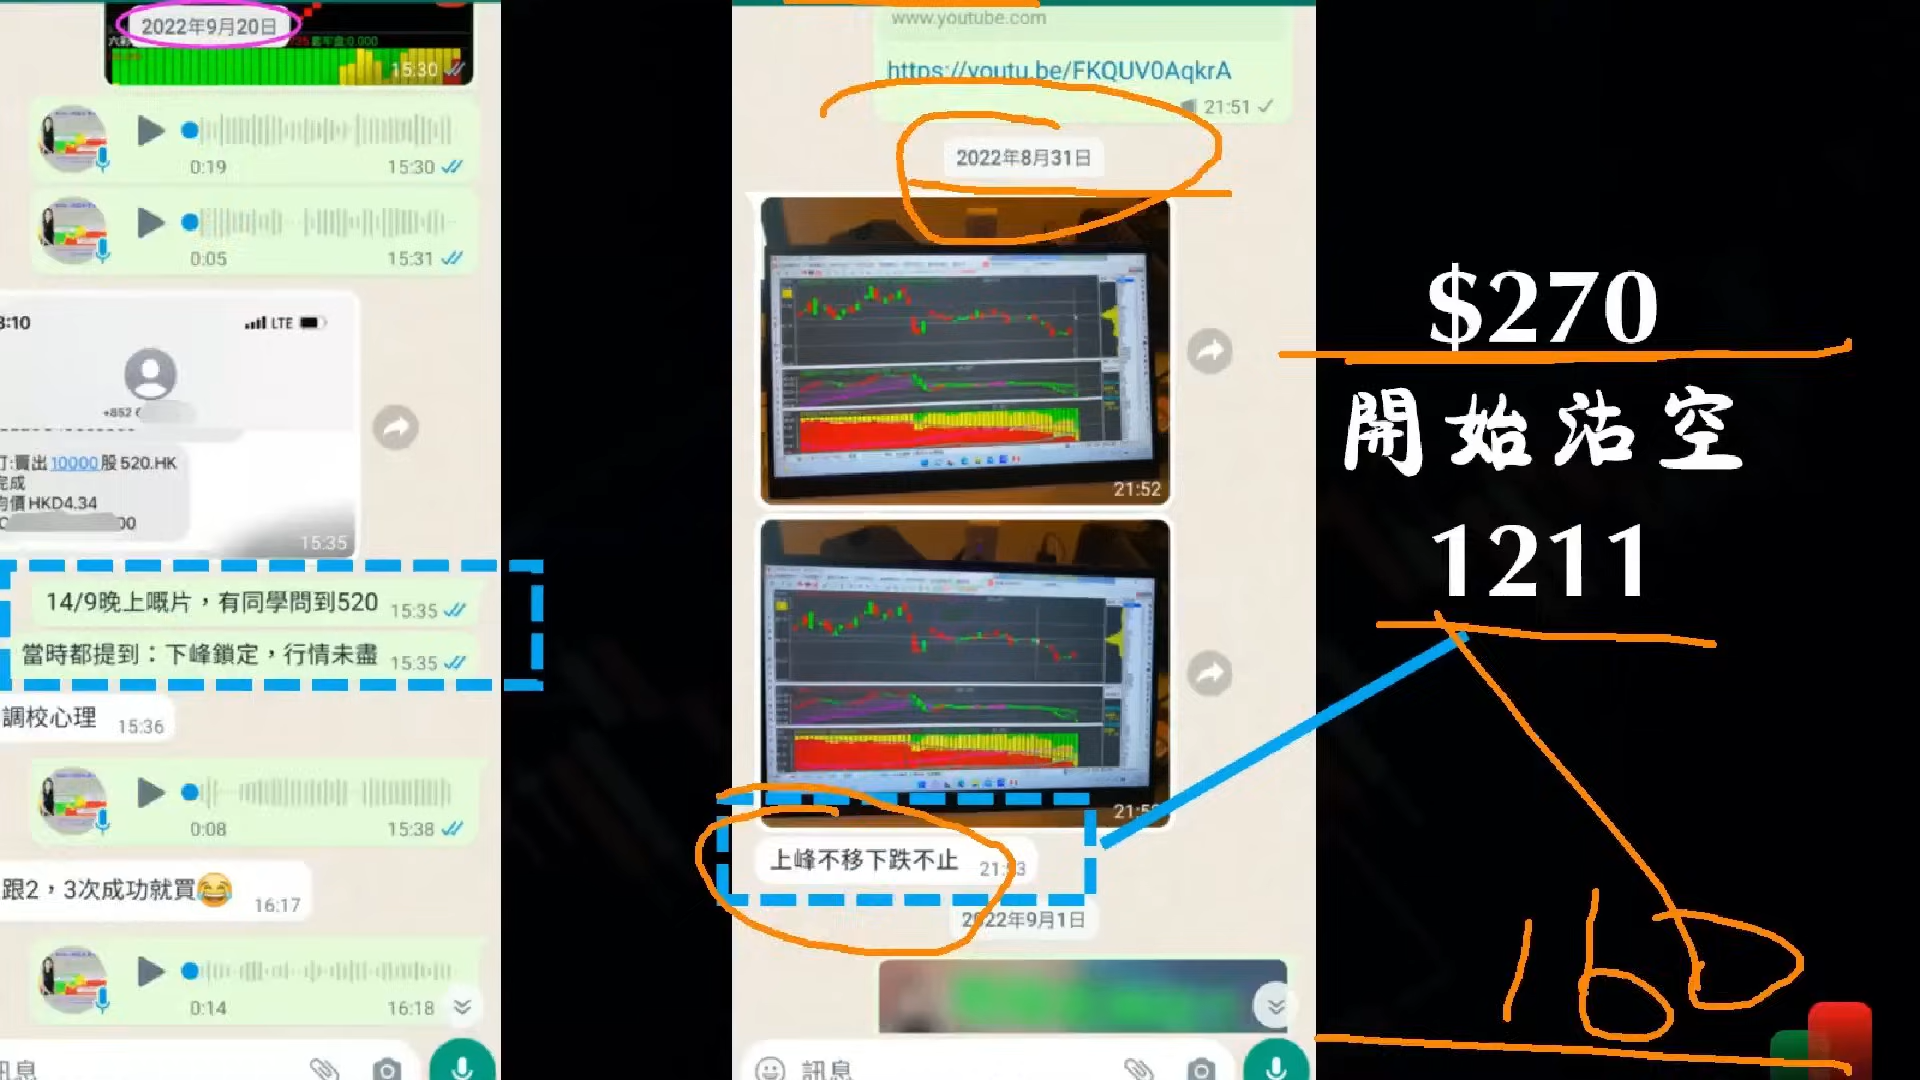 2022年9月20日
15:30
0:19
15:30
0:05
15:31
LTE
+852
賣出10000股520.HK
完成
HKD4.34
00
15:35
14/9晚上嘅片，有同學問到520 15:35
當時都提到：下峰鎖定，行情未盡 15:35
調校心理 15:36
0:08
15:38
跟2，3次成功就買😂 16:17
0:14
16:18
www.youtube.com
https://youtu.be/FKQUV0AqkrA
21:51
2022年8月31日
21:52
上峰不移下跌不止
2022年9月1日
訊息
$270
開始沽空
1211
160